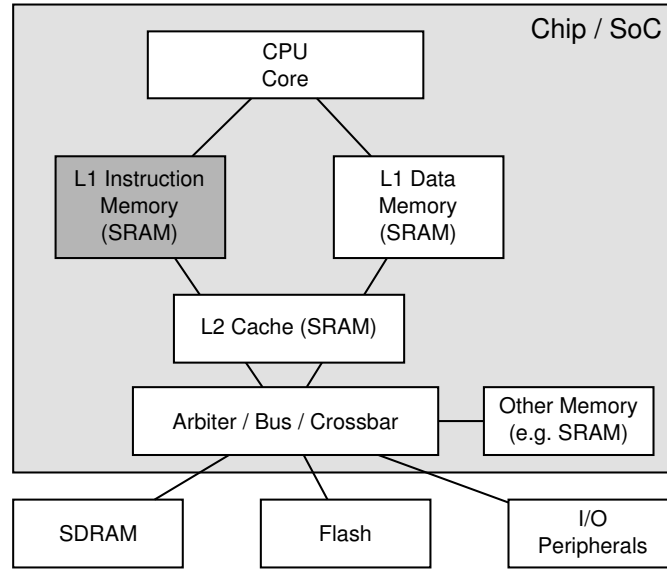 Chip / SoC
CPU
Core
L1 Instruction
Memory
(SRAM)
L1 Data
Memory
(SRAM)
L2 Cache (SRAM)
Arbiter / Bus / Crossbar
Other Memory
(e.g. SRAM)
SDRAM
Flash
I/O
Peripherals